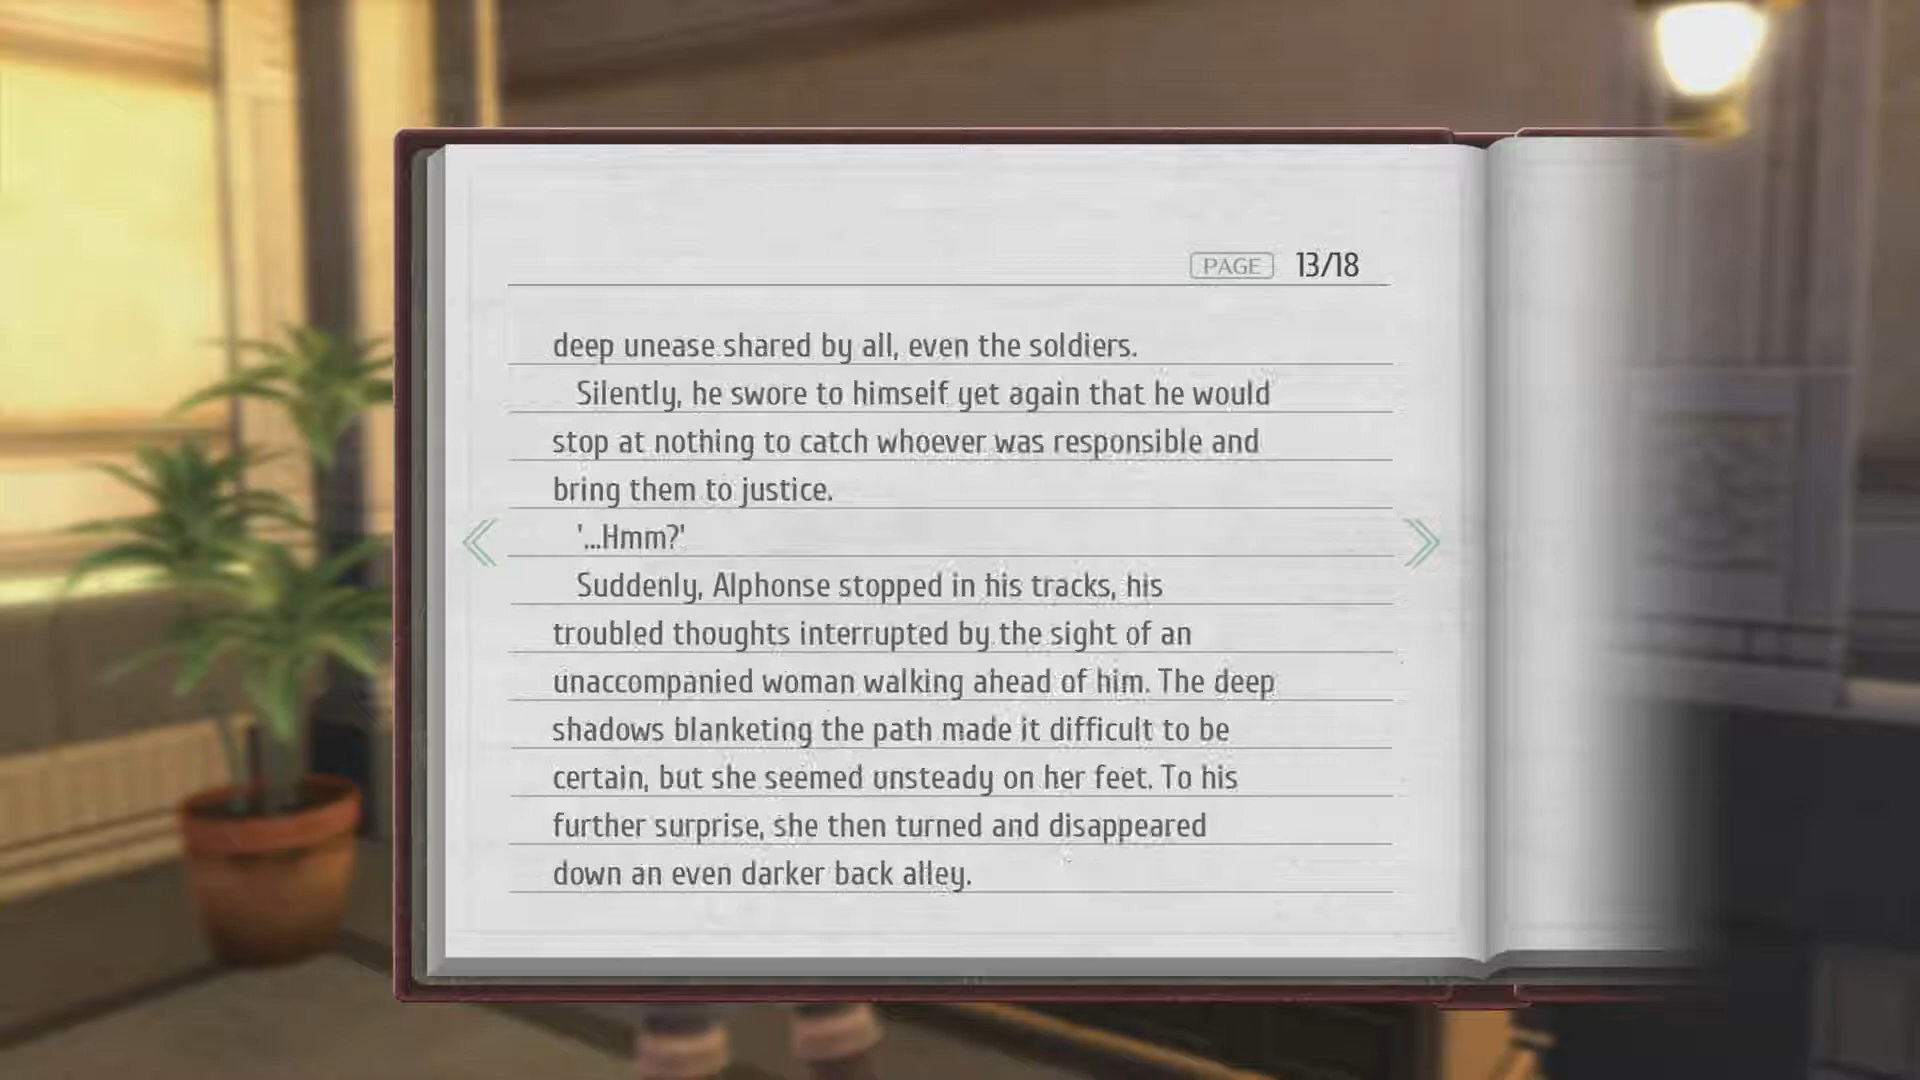 PAGE 13/18
deep unease shared by all, even the soldiers.
Silently, he swore to himself yet again that he would
stop at nothing to catch whoever was responsible and
bring them to justice.
'...Hmm?'
Suddenly, Alphonse stopped in his tracks, his
troubled thoughts interrupted by the sight of an
unaccompanied woman walking ahead of him. The deep
shadows blanketing the path made it difficult to be
certain, but she seemed unsteady on her feet. To his
further surprise, she then turned and disappeared
down an even darker back alley.